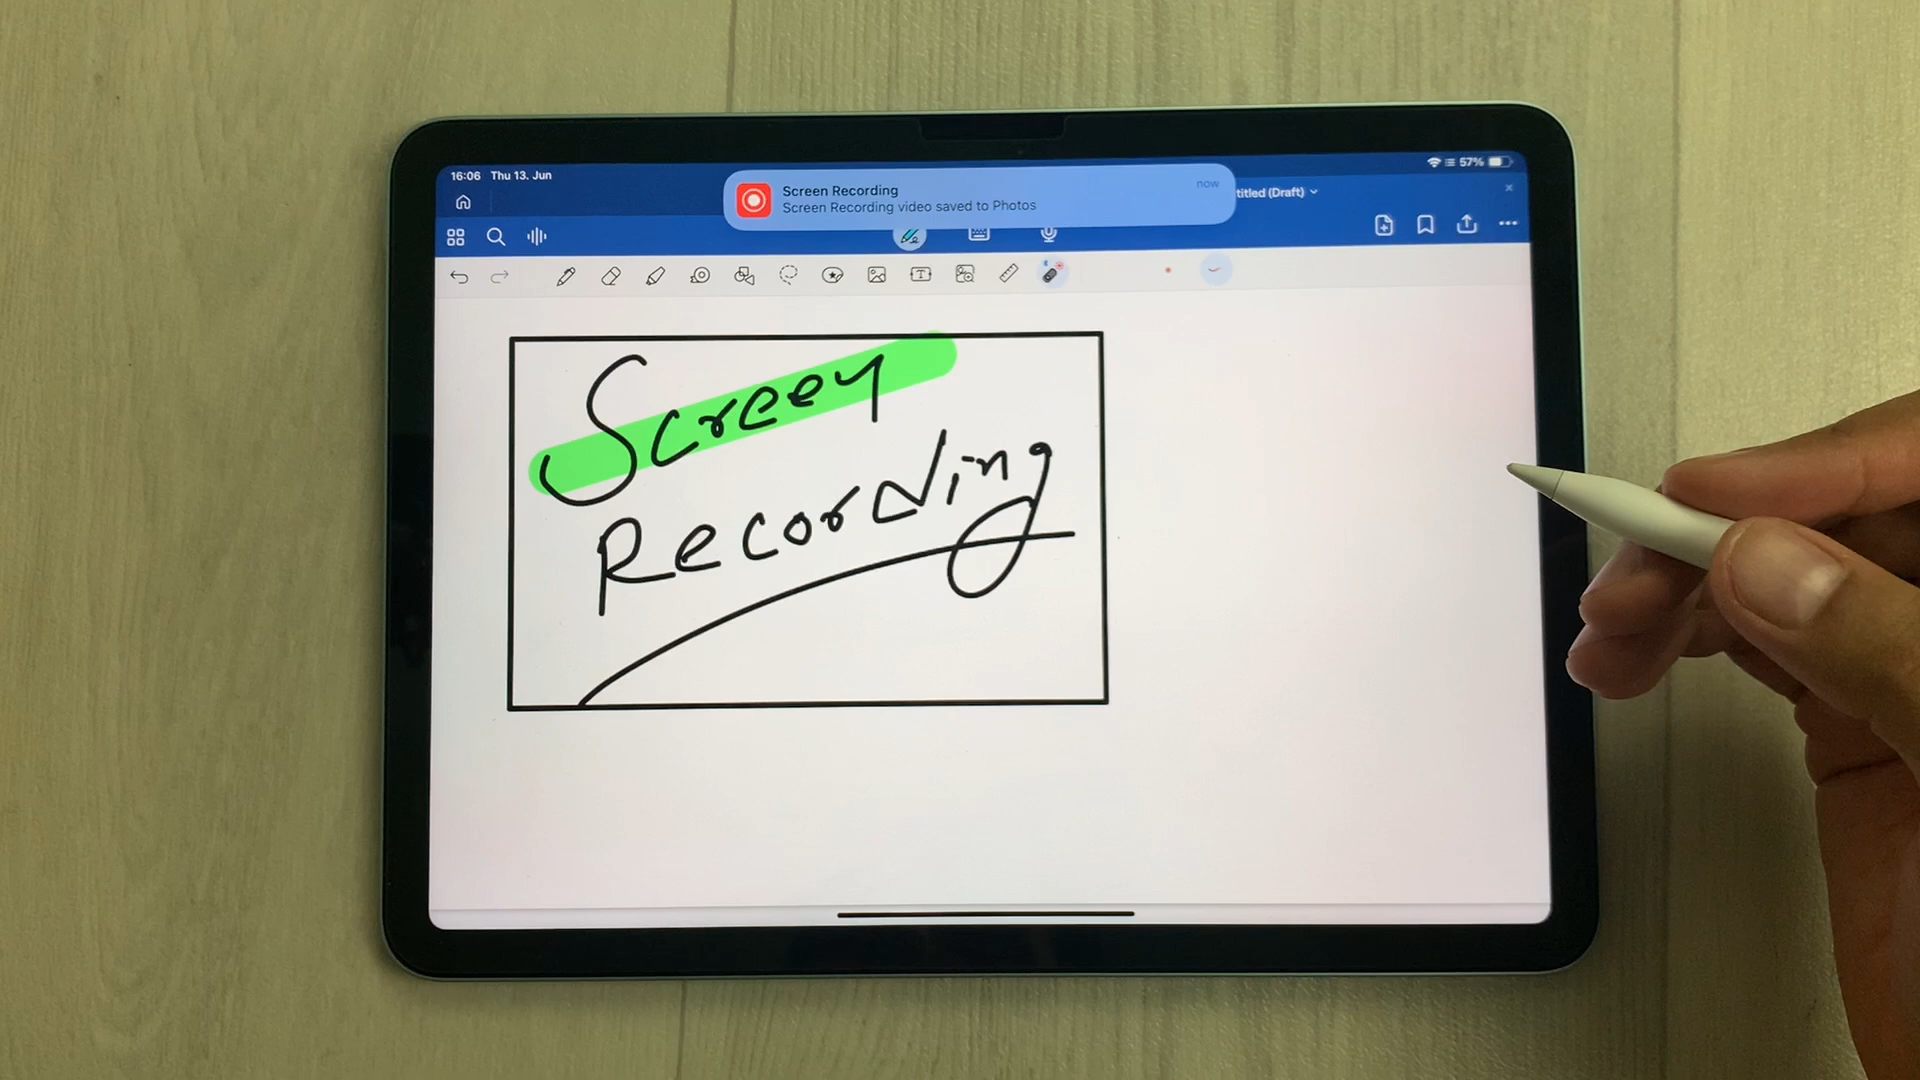 16:06 Thu 13. Jun
57%
Screen Recording
now
Screen Recording video saved to Photos
titled (Draft)
Screen
Recording